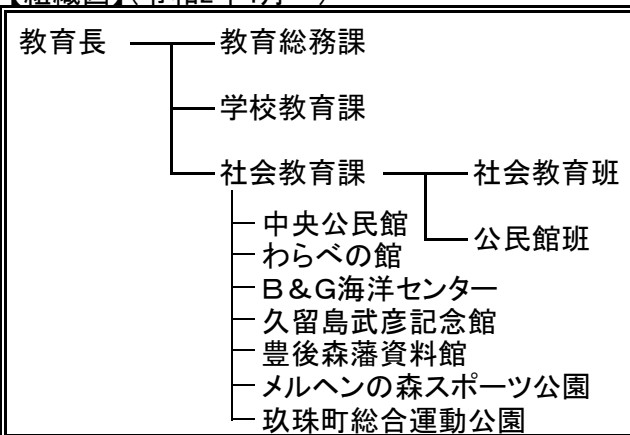 教育長 教育総務課
学校教育課
社会教育課 社会教育班
中央公民館
公民館班
わらべの館
B&G海洋センター
久留島武彦記念館
豊後森藩資料館
メルヘンの森スポーツ公園
玖珠町総合運動公園